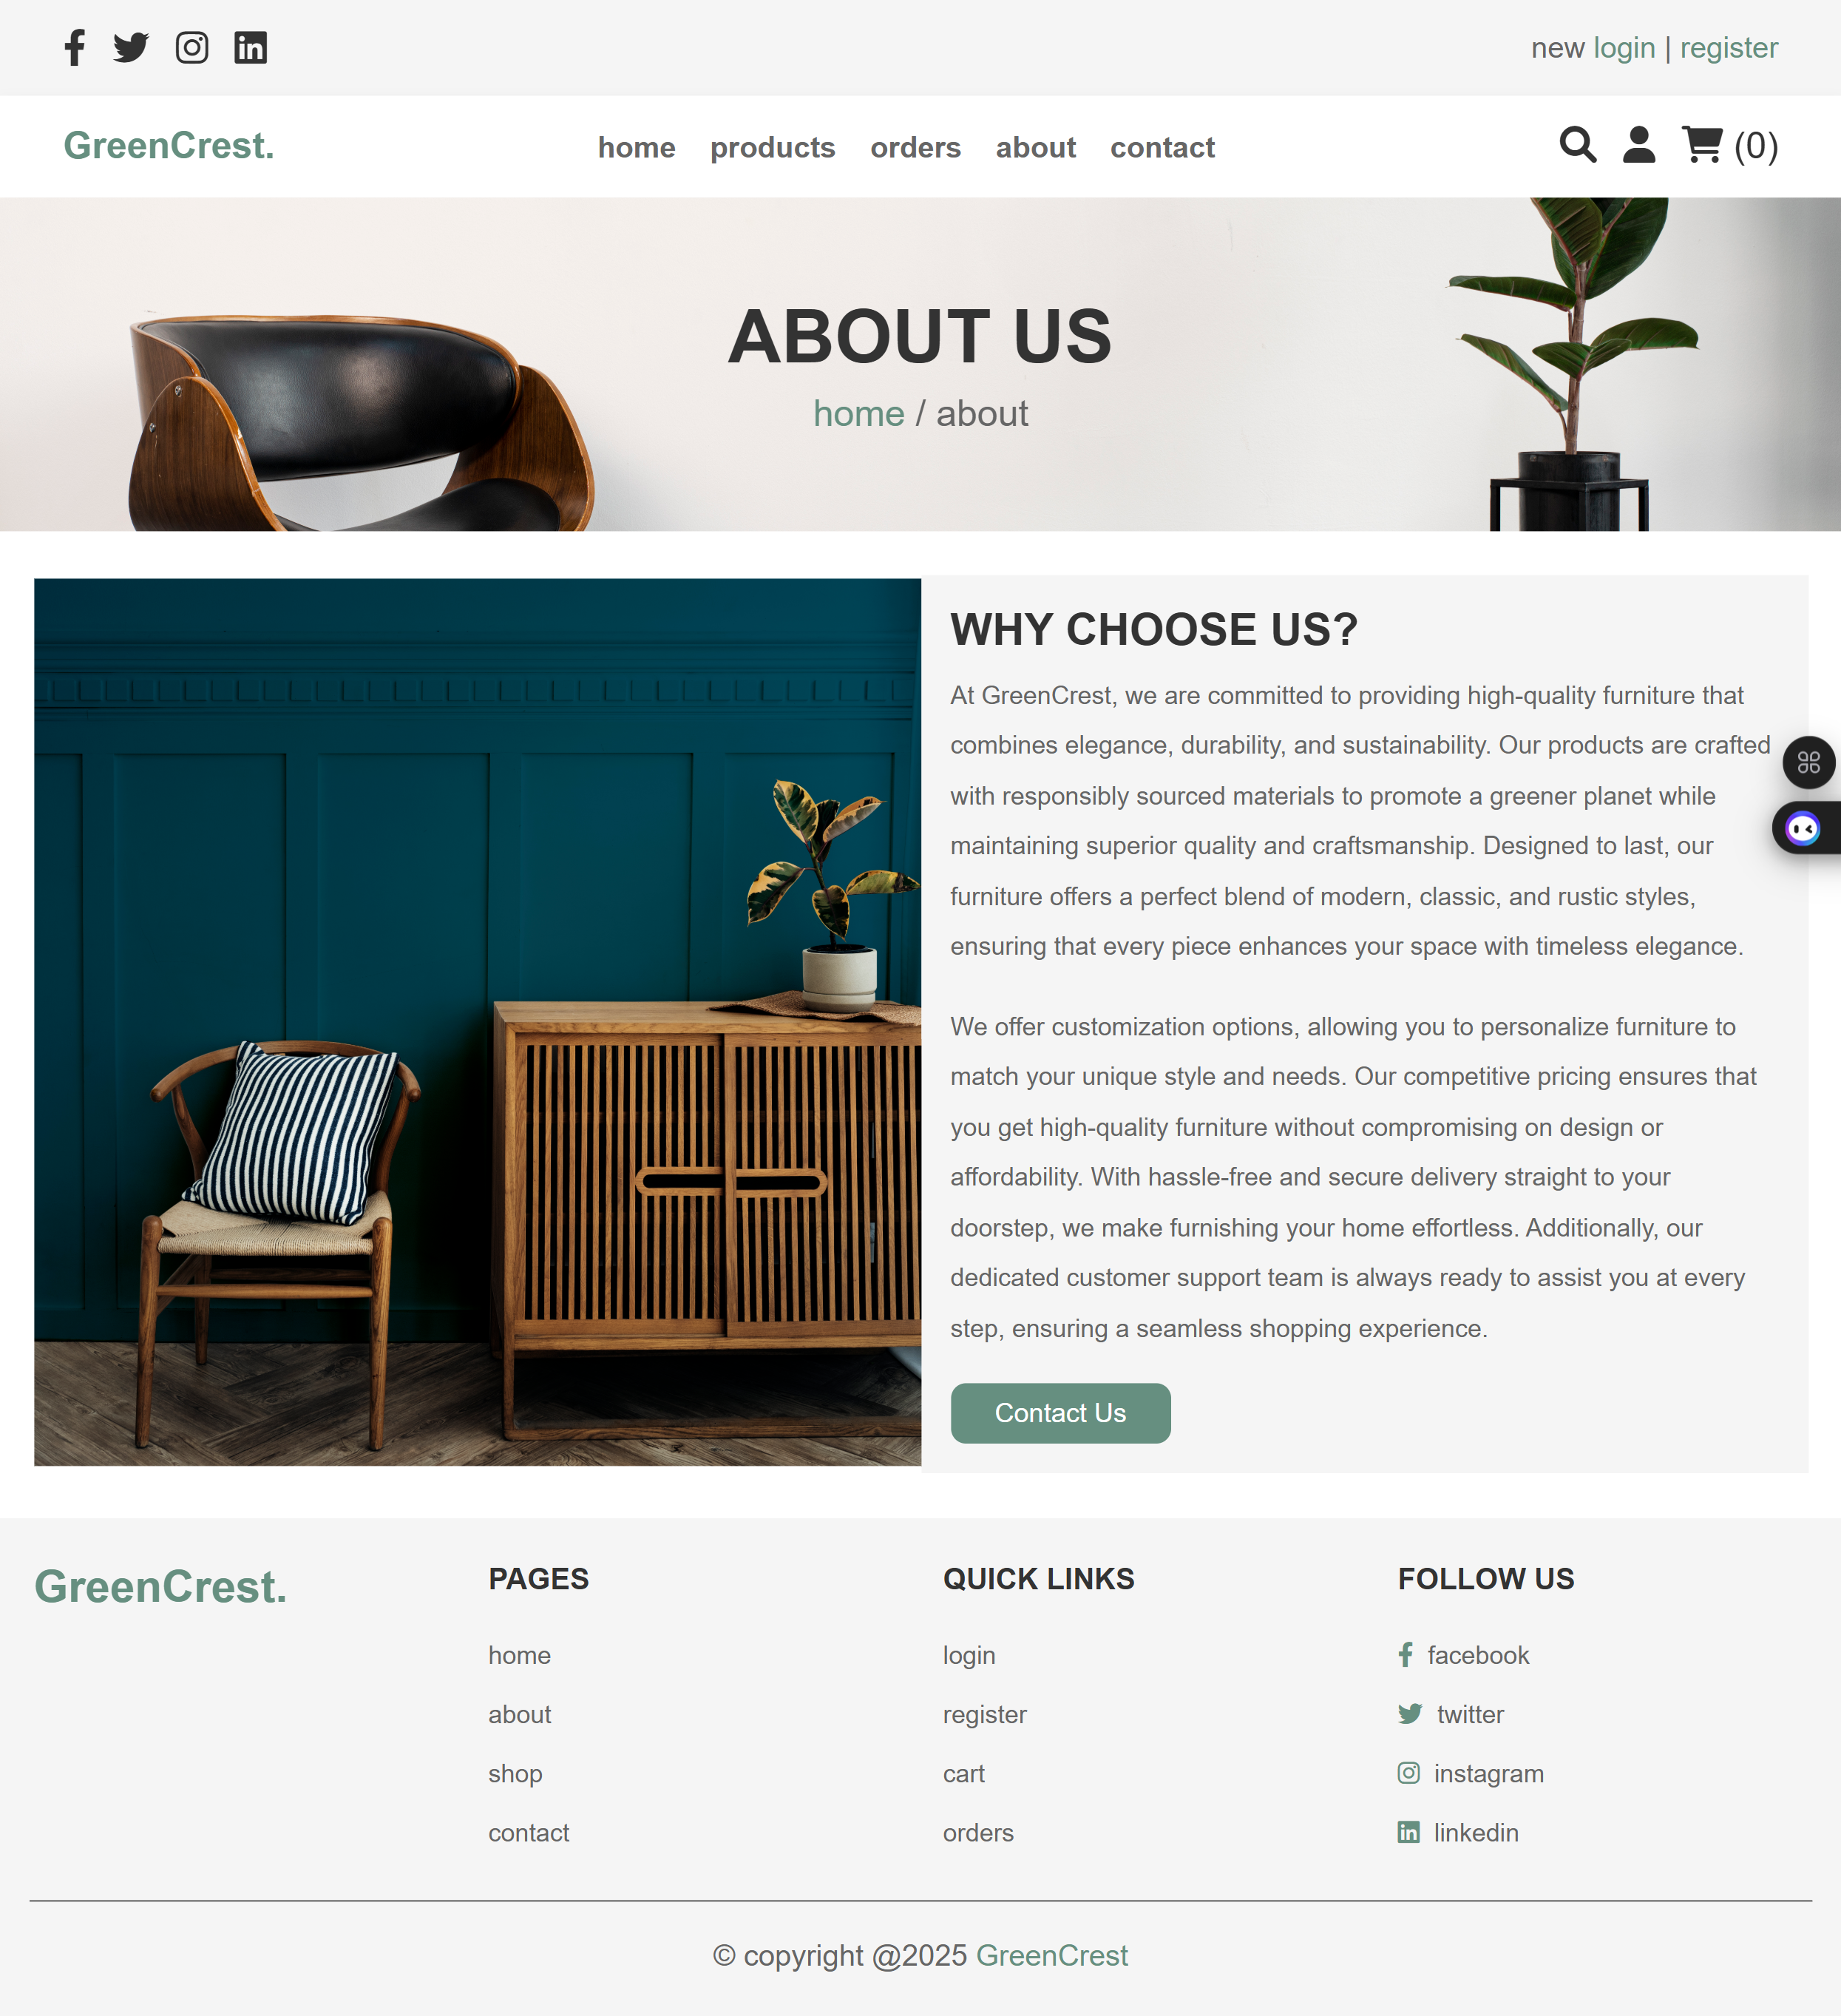 new login | register
GreenCrest.
home products orders about contact
(0)
ABOUT US
home / about
WHY CHOOSE US?
At GreenCrest, we are committed to providing high-quality furniture that
combines elegance, durability, and sustainability. Our products are crafted
with responsibly sourced materials to promote a greener planet while
maintaining superior quality and craftsmanship. Designed to last, our
furniture offers a perfect blend of modern, classic, and rustic styles,
ensuring that every piece enhances your space with timeless elegance.
We offer customization options, allowing you to personalize furniture to
match your unique style and needs. Our competitive pricing ensures that
you get high-quality furniture without compromising on design or
affordability. With hassle-free and secure delivery straight to your
doorstep, we make furnishing your home effortless. Additionally, our
dedicated customer support team is always ready to assist you at every
step, ensuring a seamless shopping experience.
Contact Us
GreenCrest.
PAGES
home
about
shop
contact
QUICK LINKS
login
register
cart
orders
FOLLOW US
facebook
twitter
instagram
linkedin
© copyright @2025 GreenCrest